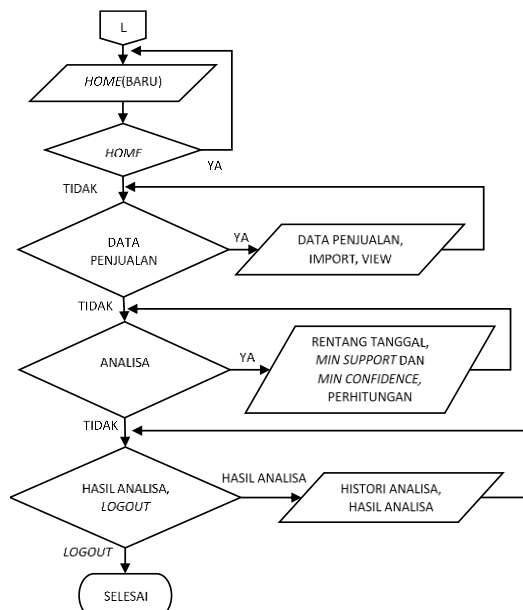 L
HOME(BARU)
HOME
YA
TIDAK
DATA
PENJUALAN
YA
DATA PENJUALAN,
IMPORT, VIEW
TIDAK
ANALISA
YA
RENTANG TANGGAL,
MIN SUPPORT DAN
MIN CONFIDENCE,
PERHITUNGAN
TIDAK
HASIL ANALISA,
LOGOUT
HASIL ANALISA
HISTORI ANALISA,
HASIL ANALISA
LOGOUT
SELESAI